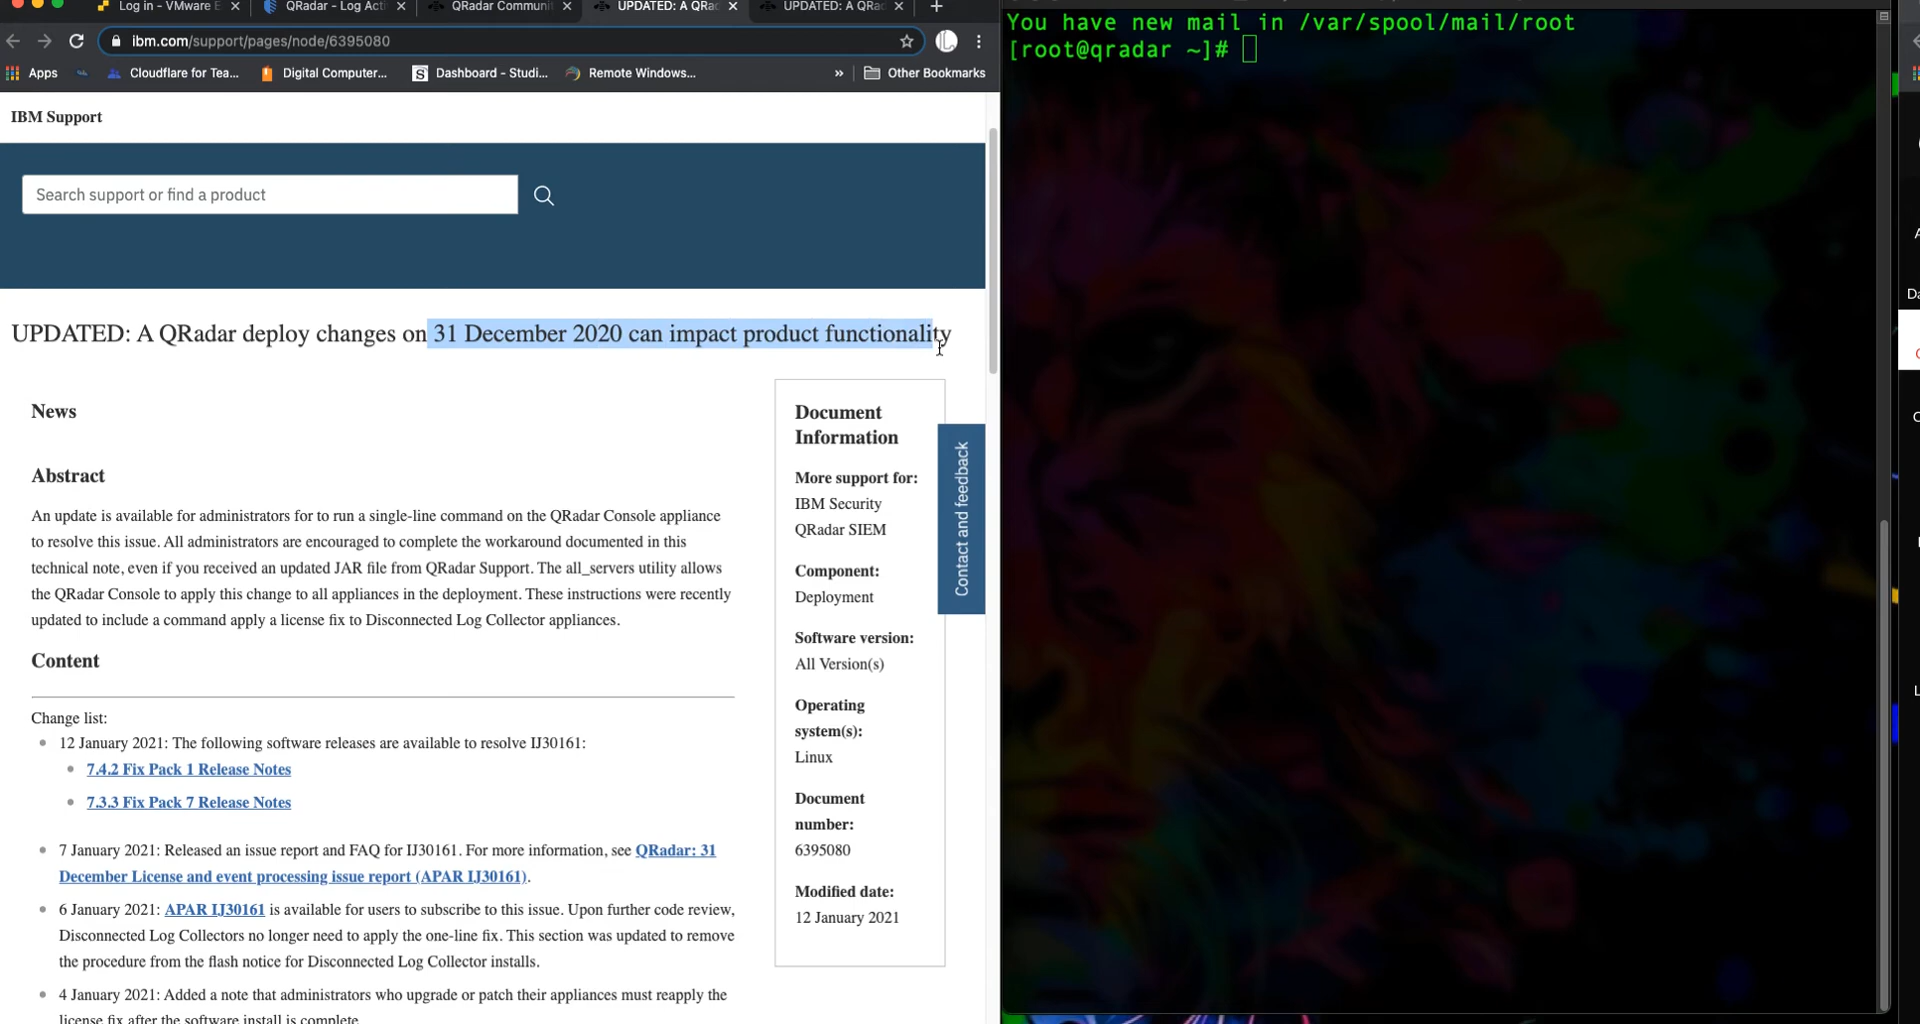 Log in - VMware E
QRadar - Log Acti
QRadar Communit
UPDATED: A QRad
UPDATED: A QRad
ibm.com/support/pages/node/6395080
Apps
Cloudflare for Tea...
Digital Computer...
S
Dashboard - Studi...
Remote Windows...
»
Other Bookmarks
IBM Support
Search support or find a product
UPDATED: A QRadar deploy changes on 31 December 2020 can impact product functionality
News
Abstract
An update is available for administrators for to run a single-line command on the QRadar Console appliance
to resolve this issue. All administrators are encouraged to complete the workaround documented in this
technical note, even if you received an updated JAR file from QRadar Support. The all_servers utility allows
the QRadar Console to apply this change to all appliances in the deployment. These instructions were recently
updated to include a command apply a license fix to Disconnected Log Collector appliances.
Content
Change list:
12 January 2021: The following software releases are available to resolve IJ30161:
7.4.2 Fix Pack 1 Release Notes
7.3.3 Fix Pack 7 Release Notes
7 January 2021: Released an issue report and FAQ for IJ30161. For more information, see QRadar: 31
December License and event processing issue report (APAR IJ30161).
6 January 2021: APAR IJ30161 is available for users to subscribe to this issue. Upon further code review,
Disconnected Log Collectors no longer need to apply the one-line fix. This section was updated to remove
the procedure from the flash notice for Disconnected Log Collector installs.
4 January 2021: Added a note that administrators who upgrade or patch their appliances must reapply the
license fix after the software install is complete.
Document
Information
More support for:
IBM Security
QRadar SIEM
Component:
Deployment
Software version:
All Version(s)
Operating
system(s):
Linux
Document
number:
6395080
Modified date:
12 January 2021
Contact and feedback
You have new mail in /var/spool/mail/root
[root@qradar ~]#